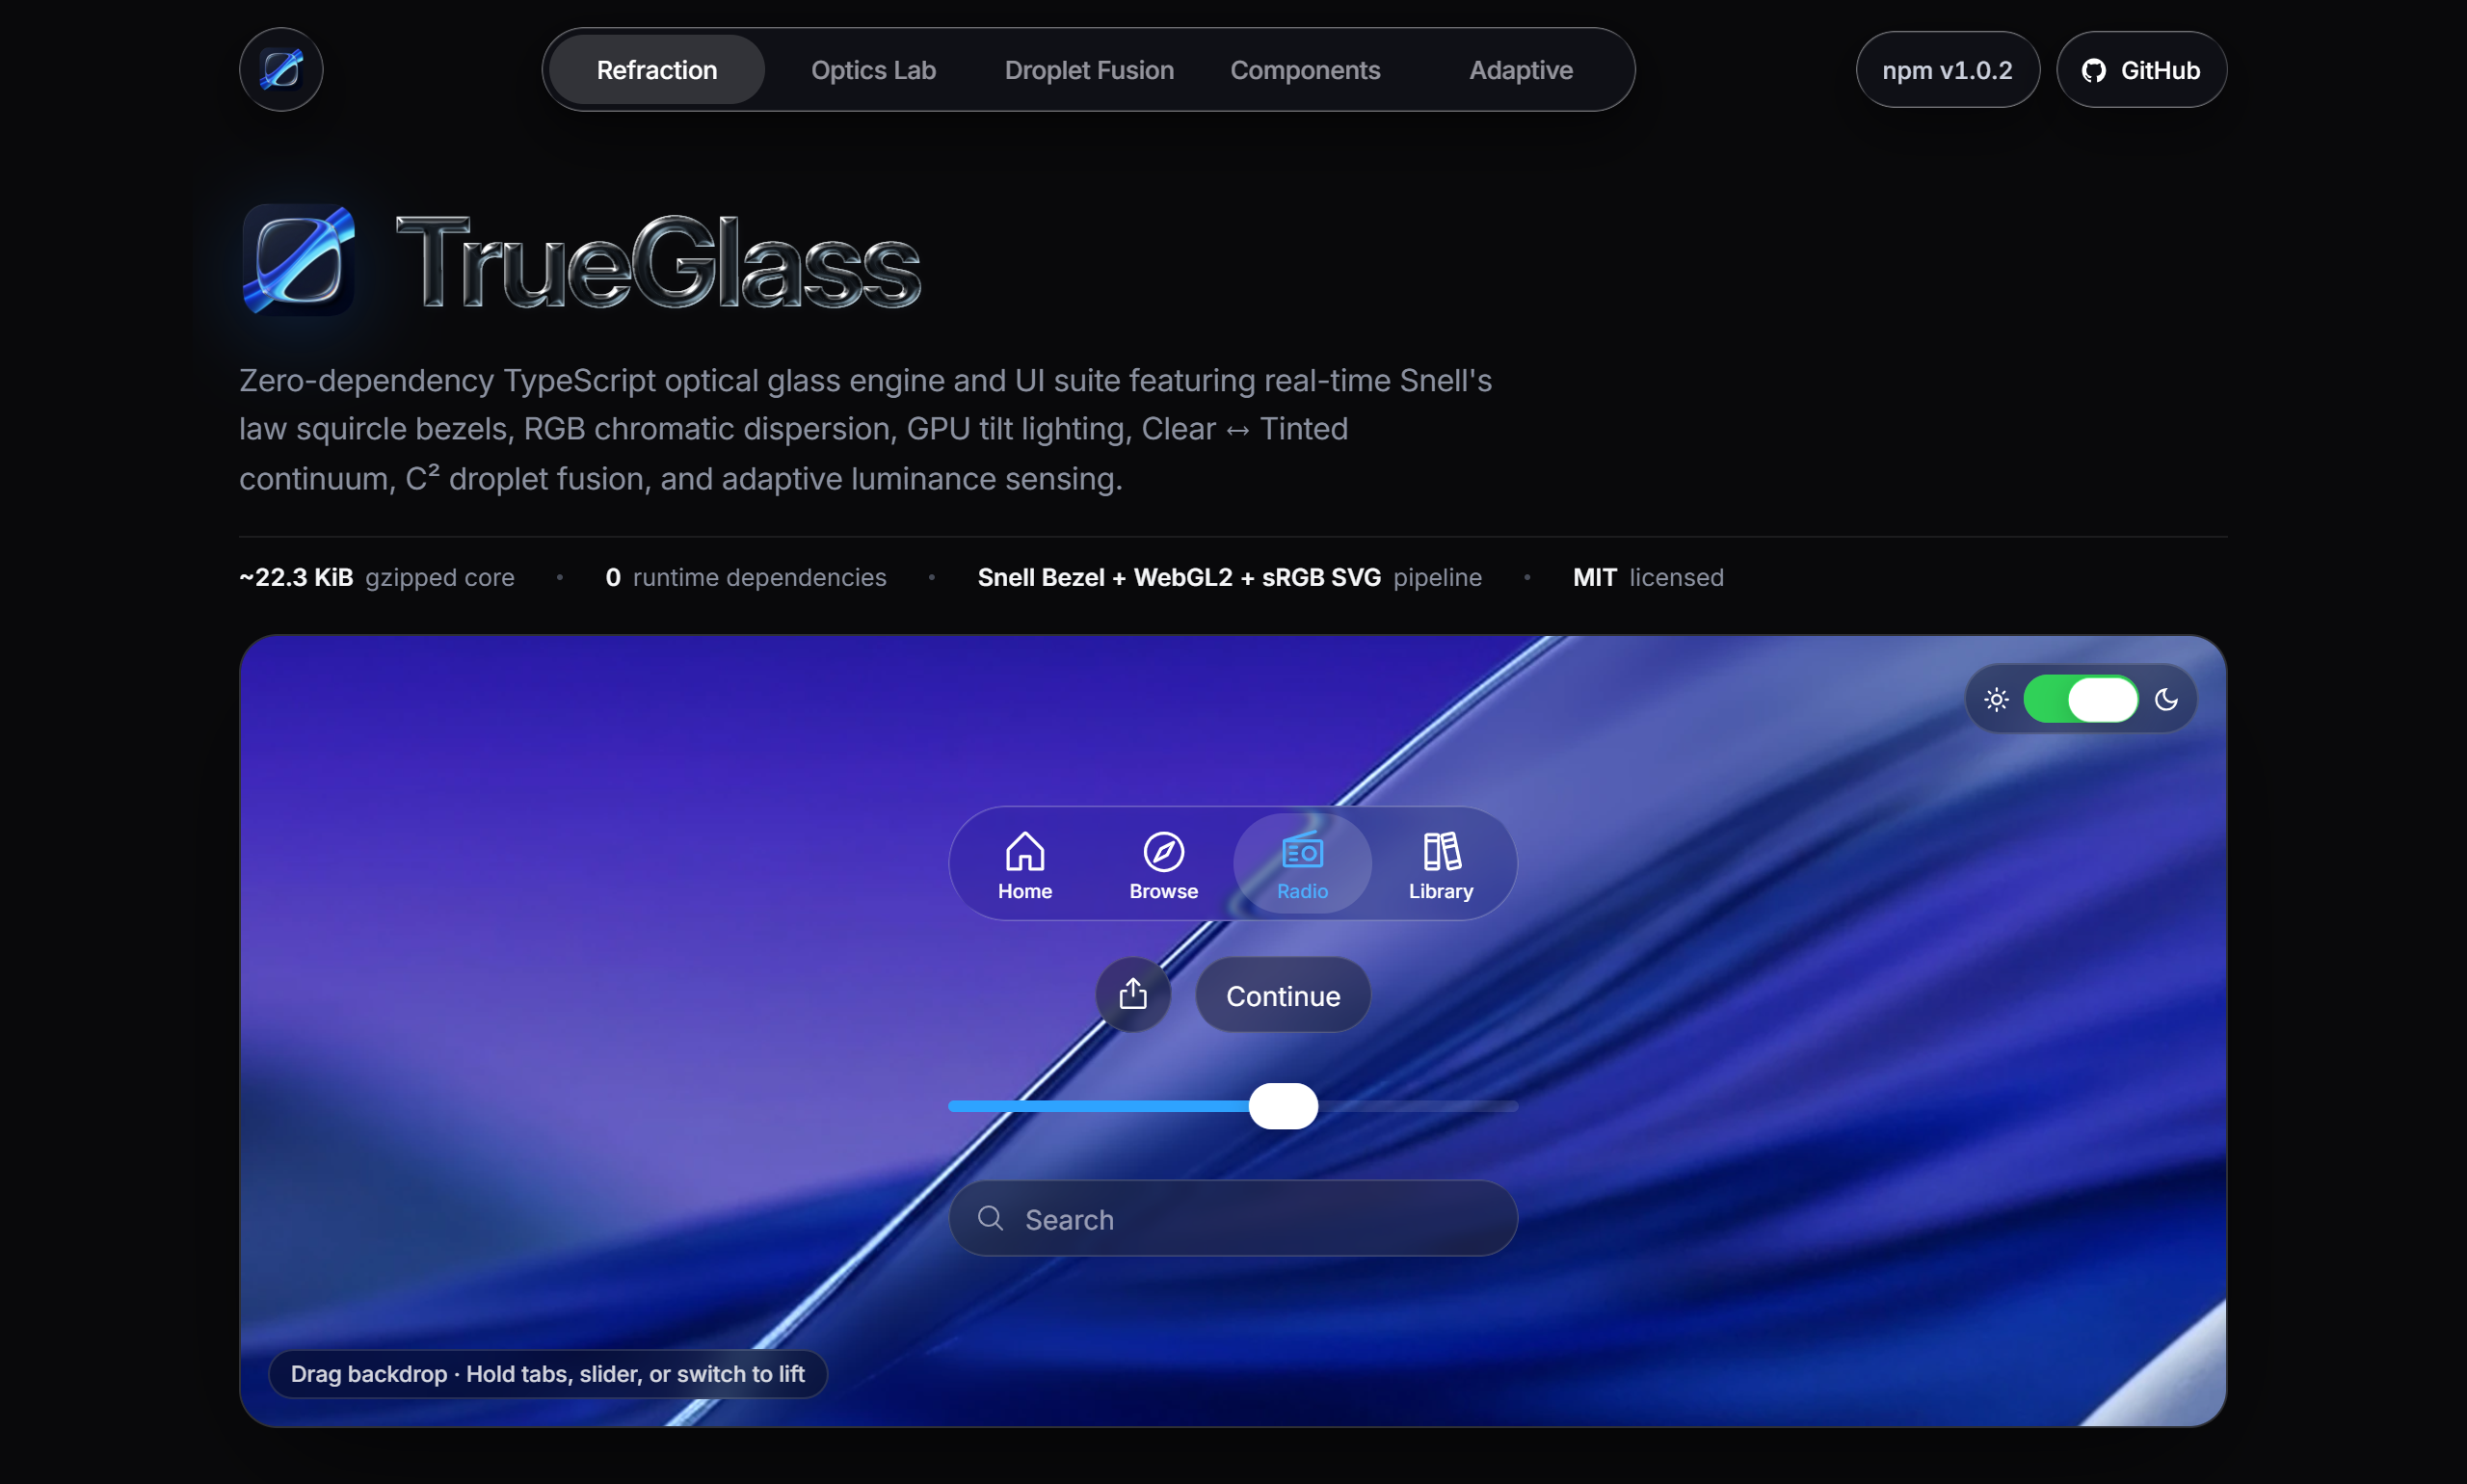 Refraction Optics Lab Droplet Fusion Components Adaptive npm v1.0.2 GitHub
TrueGlass
Zero-dependency TypeScript optical glass engine and UI suite featuring real-time Snell's
law squircle bezels, RGB chromatic dispersion, GPU tilt lighting, Clear ↔ Tinted
continuum, C² droplet fusion, and adaptive luminance sensing.
~22.3 KiB gzipped core • 0 runtime dependencies • Snell Bezel + WebGL2 + sRGB SVG pipeline • MIT licensed
Home Browse Radio Library
Continue
Search
Drag backdrop · Hold tabs, slider, or switch to lift